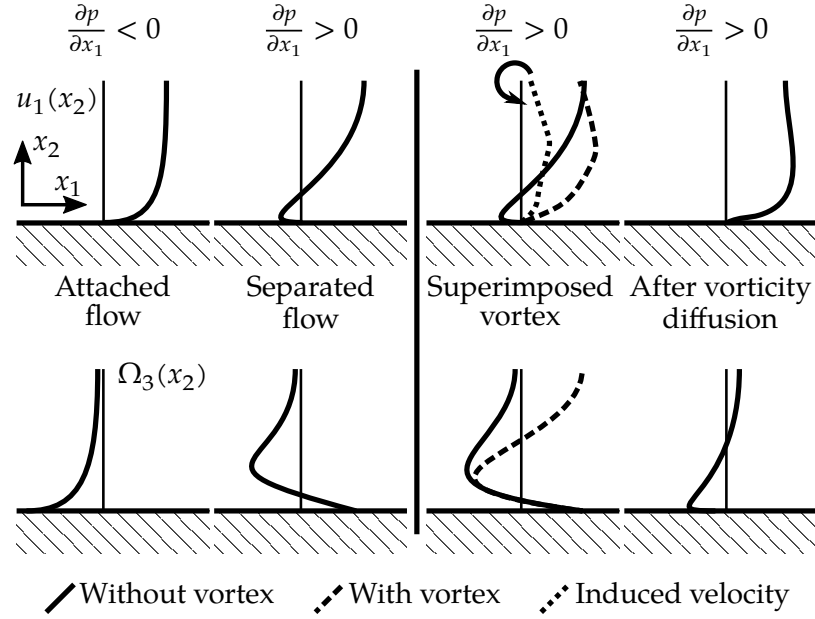 ∂p/∂x₁ < 0
∂p/∂x₁ > 0
∂p/∂x₁ > 0
∂p/∂x₁ > 0
u₁(x₂)
x₂
x₁
Attached
flow
Separated
flow
Superimposed
vortex
After vorticity
diffusion
Ω₃(x₂)
Without vortex
With vortex
Induced velocity